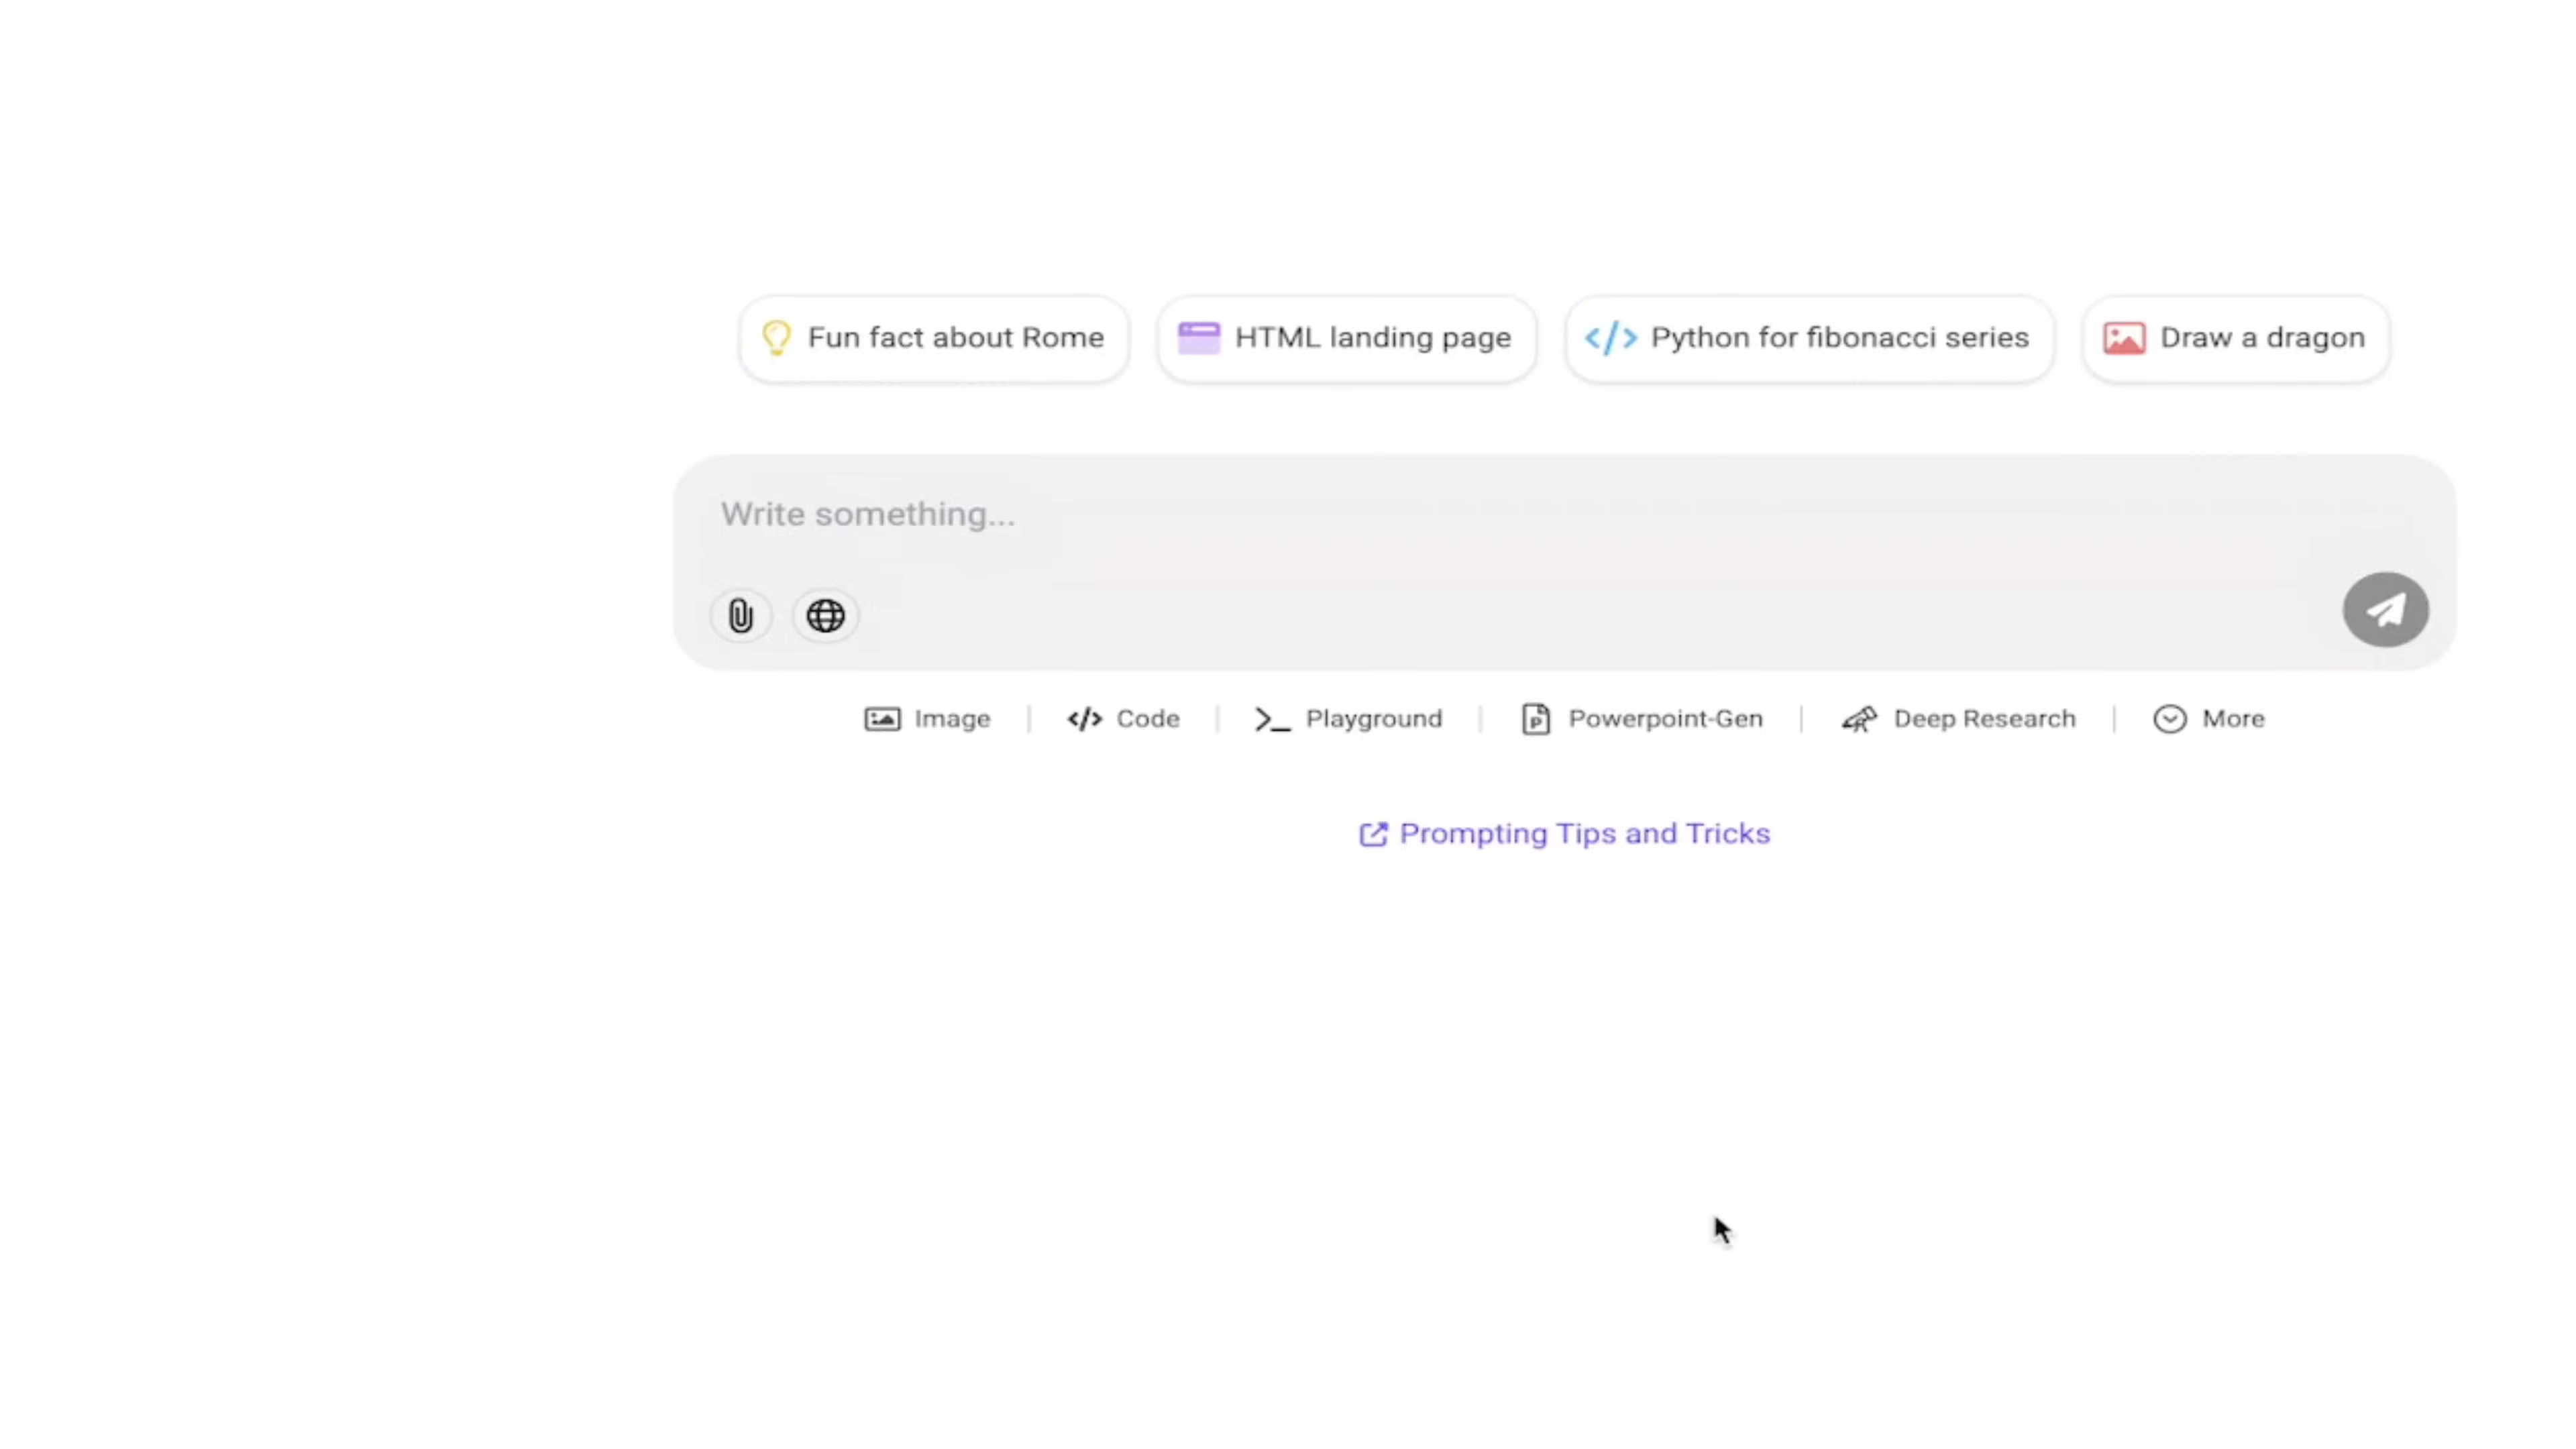 Fun fact about Rome
HTML landing page
Python for fibonacci series
Draw a dragon
Write something...
Image
Code
Playground
Powerpoint-Gen
Deep Research
More
Prompting Tips and Tricks